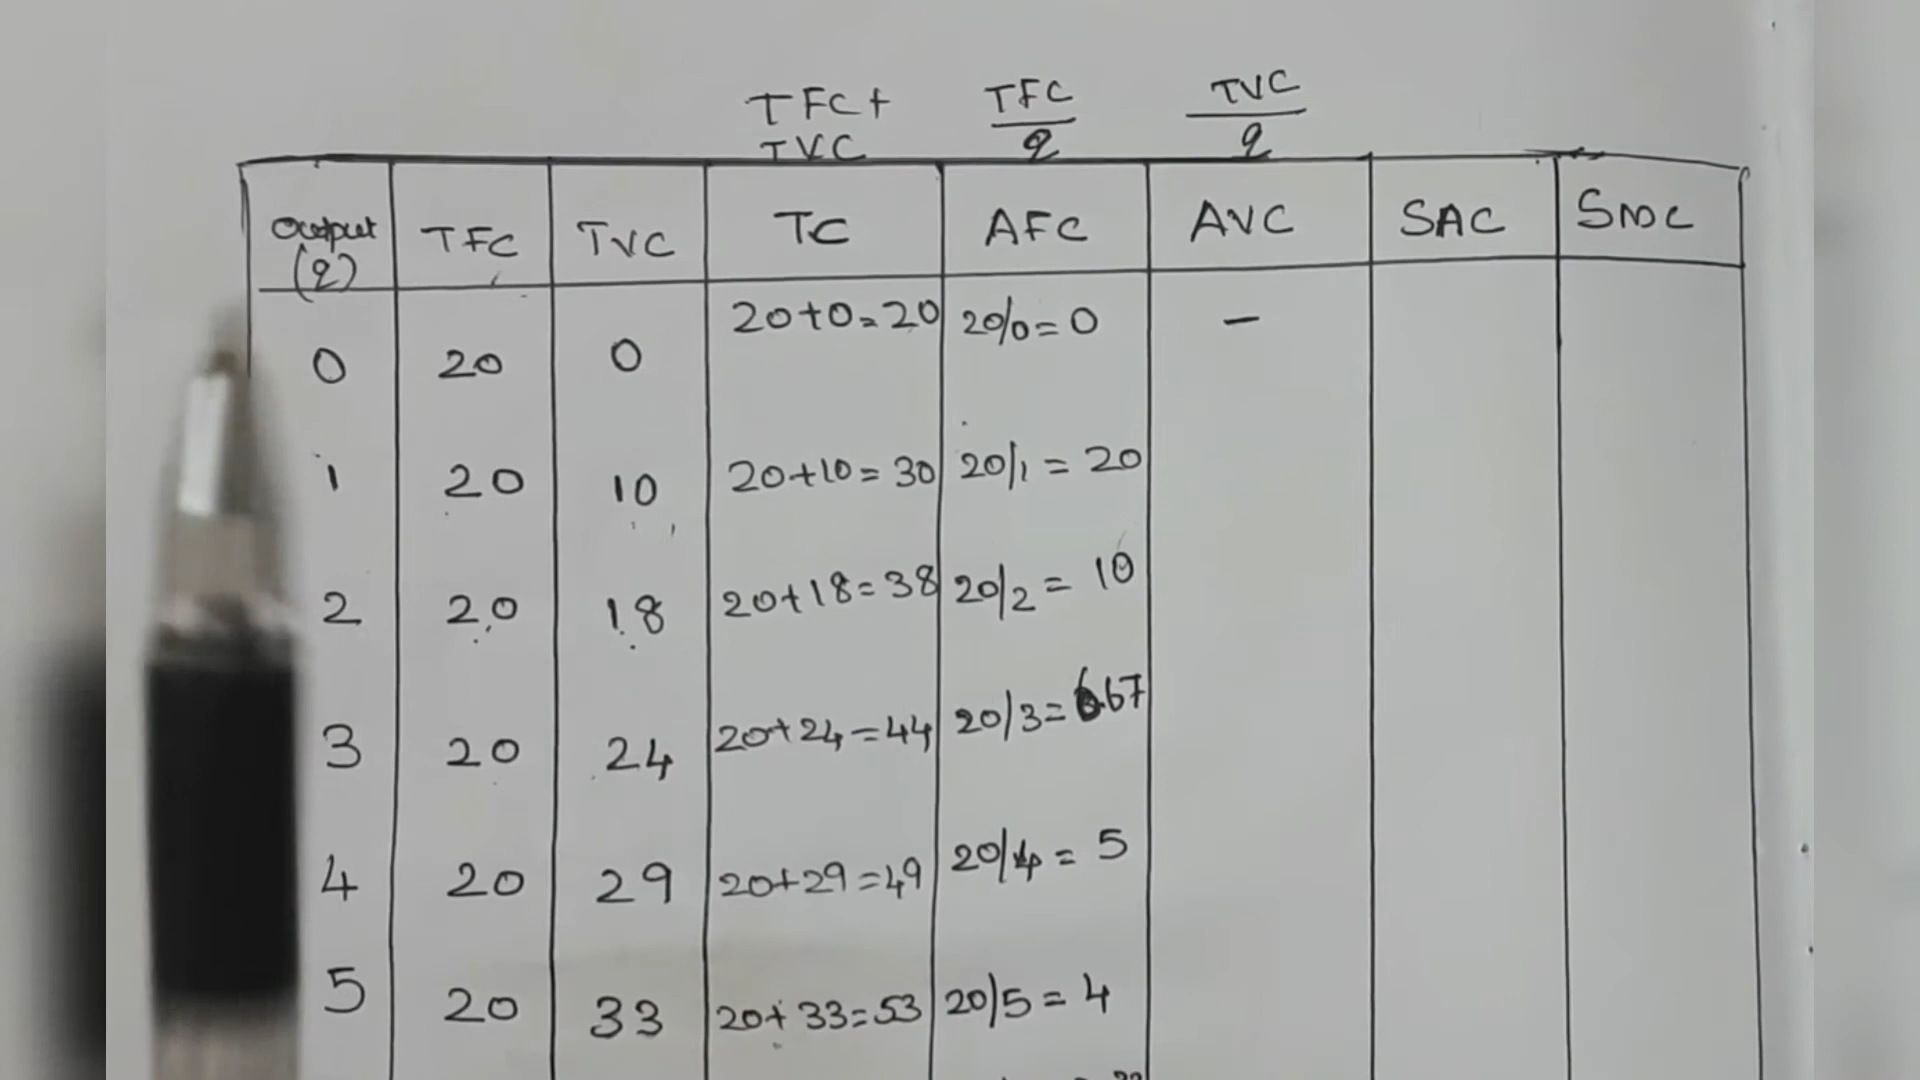 TFC+ TFC TVC
TVC q q
Output TFC TVC TC AFC AVC SAC SMC
(q)
0 20 0 20+0=20 20/0=0 -
1 20 10 20+10=30 20/1=20
2 20 18 20+18=38 20/2=10
3 20 24 20+24=44 20/3=6.67
4 20 29 20+29=49 20/4=5
5 20 33 20+33=53 20/5=4